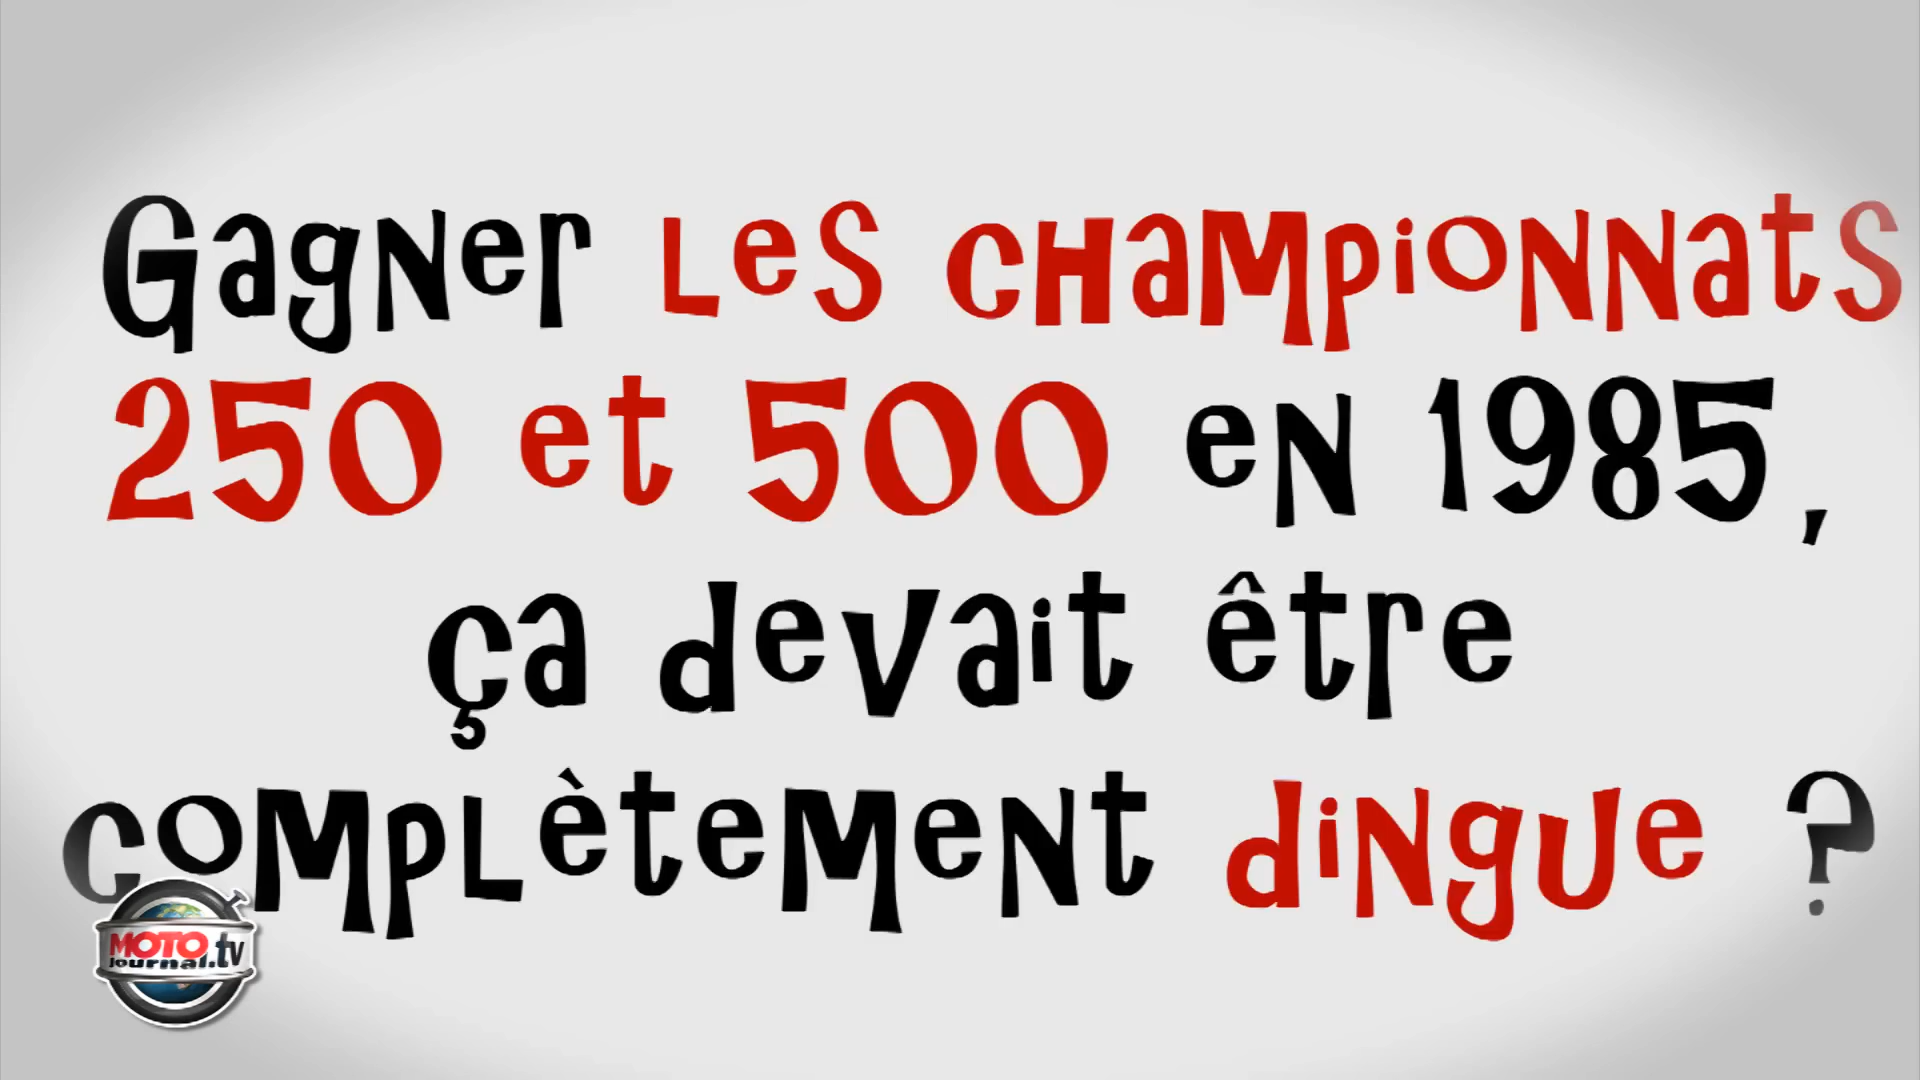 Gagner les championnats
250 et 500 en 1985,
ça devait être
complètement dingue ?
MOTO
Journal.tv